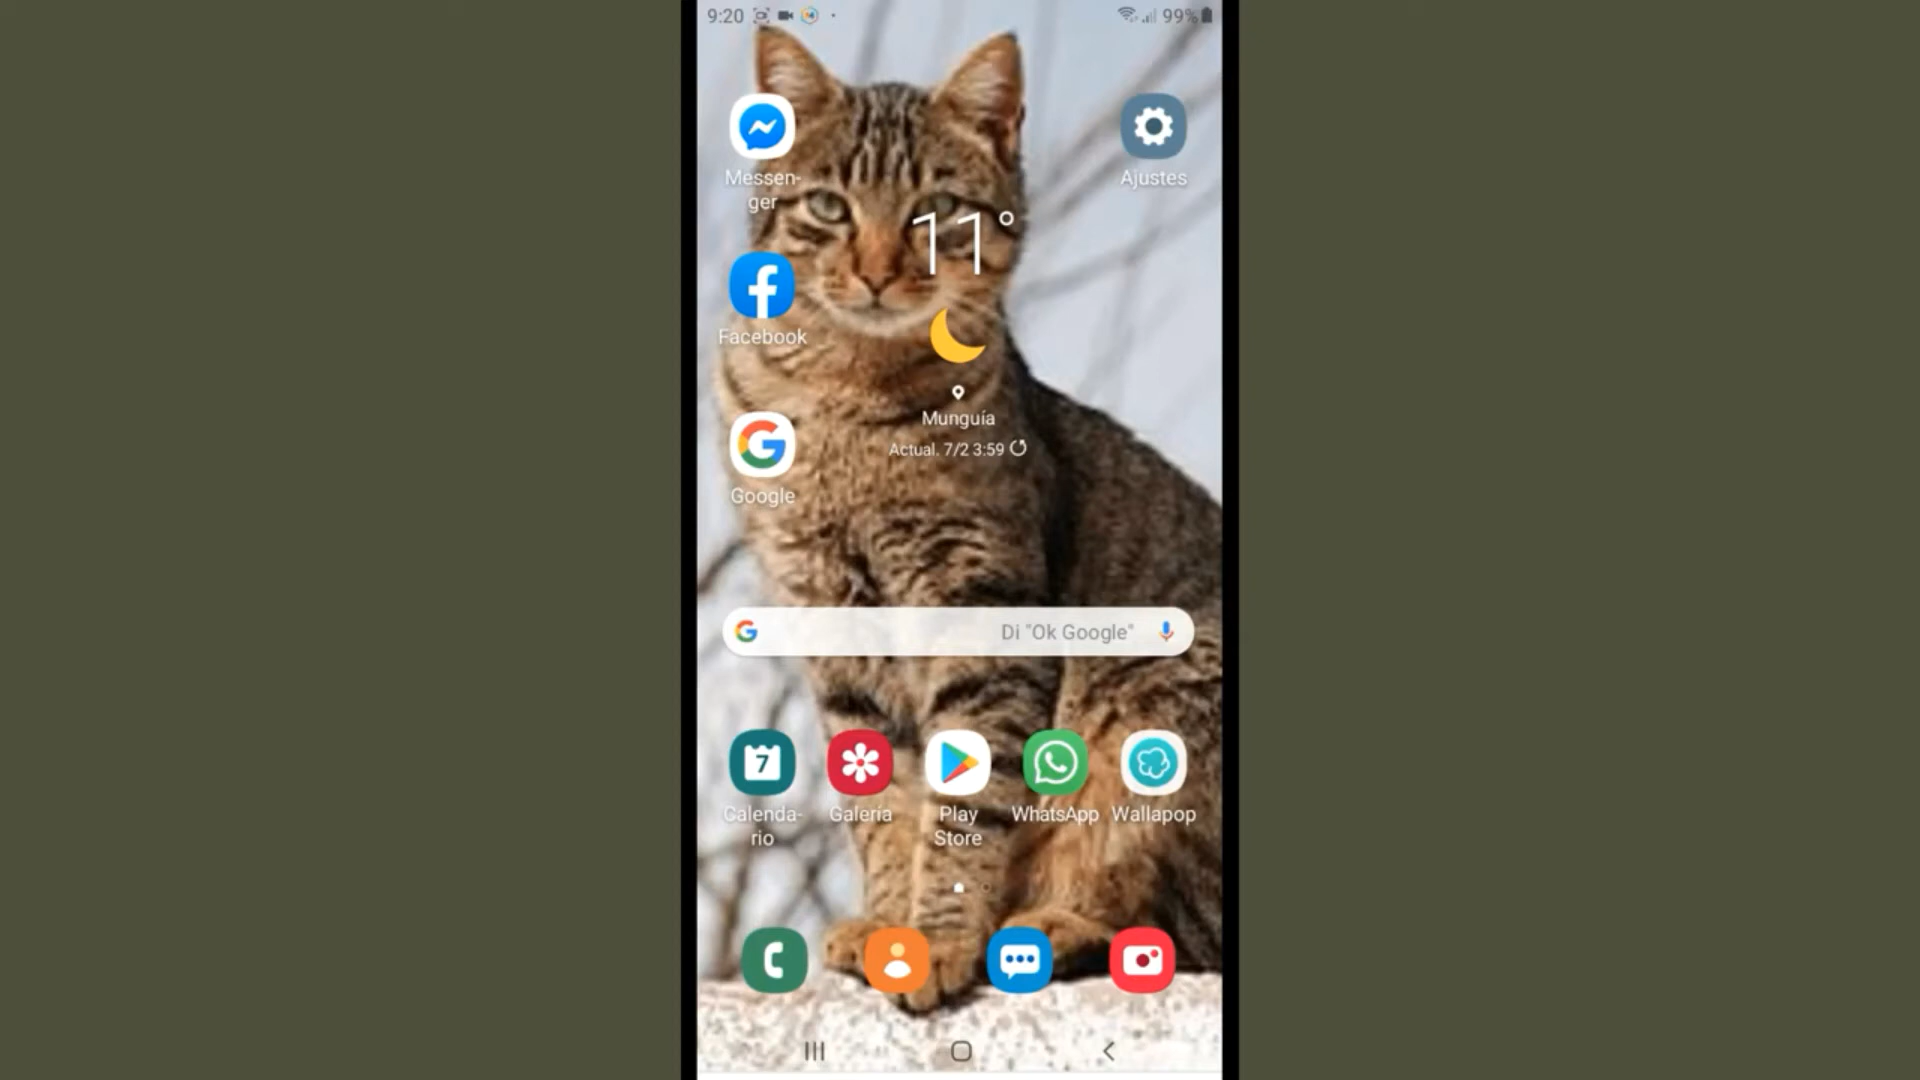 9:20
99%
Messen-
ger
Ajustes
11°
Facebook
Munguía
Actual. 7/2 3:59
Google
Di "Ok Google"
7
Calenda-
rio
Galería
Play
Store
WhatsApp
Wallapop